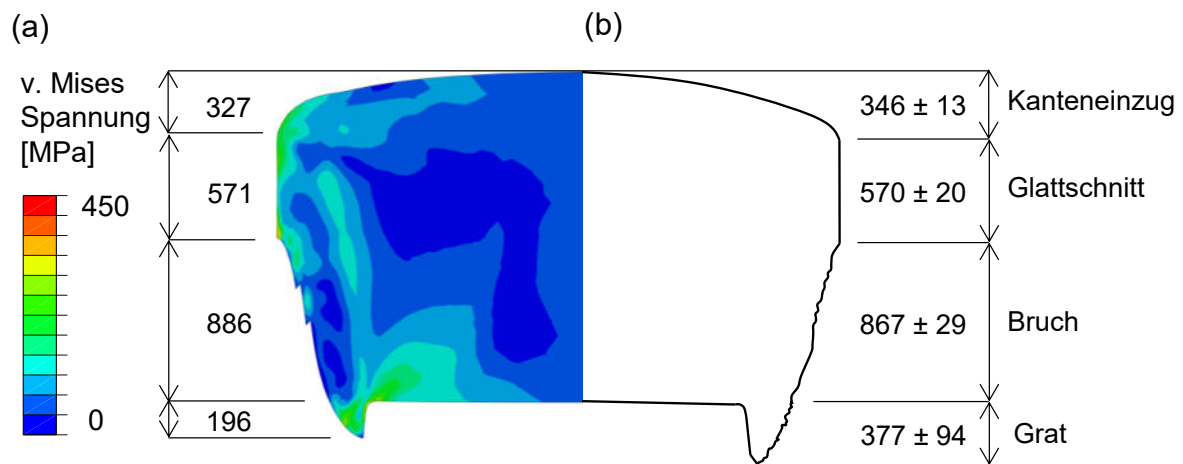 (a)
(b)
v. Mises
Spannung
[MPa]
450
0
327
571
886
196
346 ± 13
Kanteneinzug
570 ± 20
Glattschnitt
867 ± 29
Bruch
377 ± 94
Grat